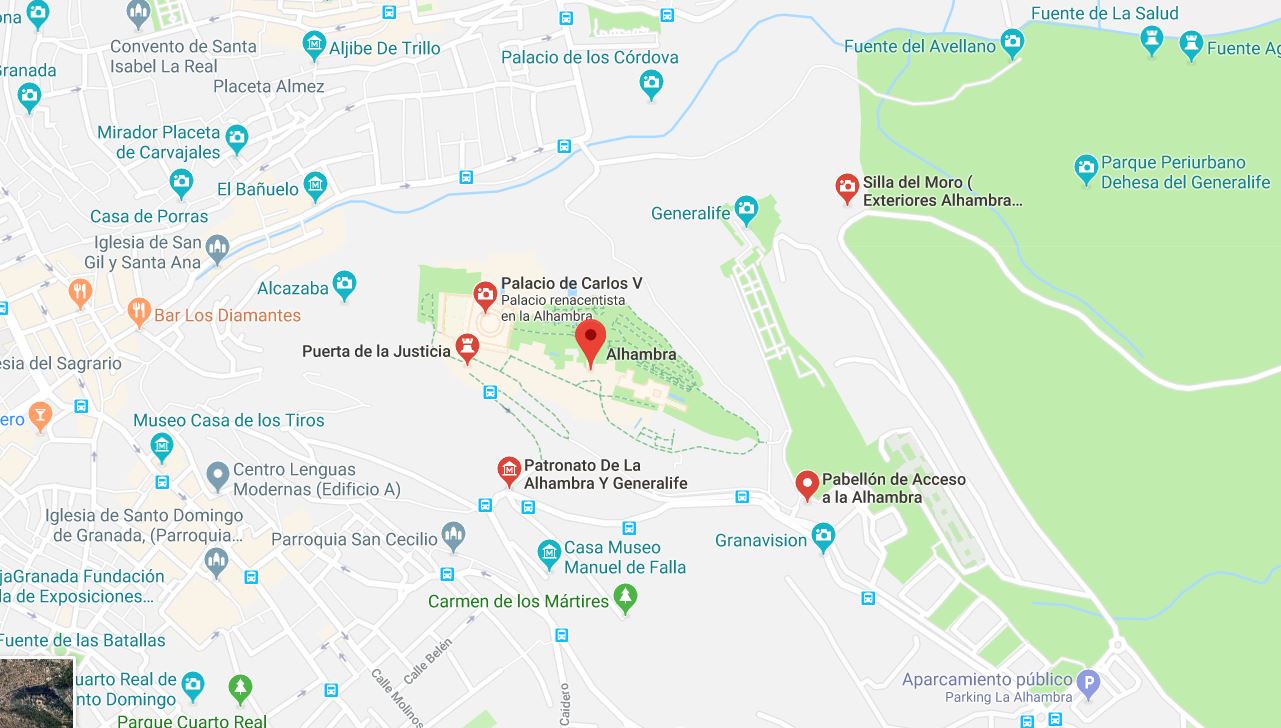 Fuente de La Salud
ona
Convento de Santa
Isabel La Real
Aljibe De Trillo
Fuente del Avellano
Fuente Ag
Palacio de los Córdova
Granada
Placeta Almez
Mirador Placeta
de Carvajales
El Bañuelo
Parque Periurbano
Dehesa del Generalife
Silla del Moro (
Exteriores Alhambra...
Casa de Porras
Generalife
Iglesia de San
Gil y Santa Ana
Alcazaba
Palacio de Carlos V
Palacio renacentista
en la Alhambra
Bar Los Diamantes
Puerta de la Justicia
Alhambra
esia del Sagrario
ero
Museo Casa de los Tiros
Centro Lenguas
Modernas (Edificio A)
Patronato De La
Alhambra Y Generalife
Pabellón de Acceso
a la Alhambra
Iglesia de Santo Domingo
de Granada, (Parroquia...
Parroquia San Cecilio
Granavision
Casa Museo
Manuel de Falla
jaGranada Fundación
la de Exposiciones...
Carmen de los Mártires
Fuente de las Batallas
Calle Belén
Calle Molinos
Caidero
uarto Real de
nto Domingo
Aparcamiento público
Parking La Alhambra
P
Parque Cuarto Real